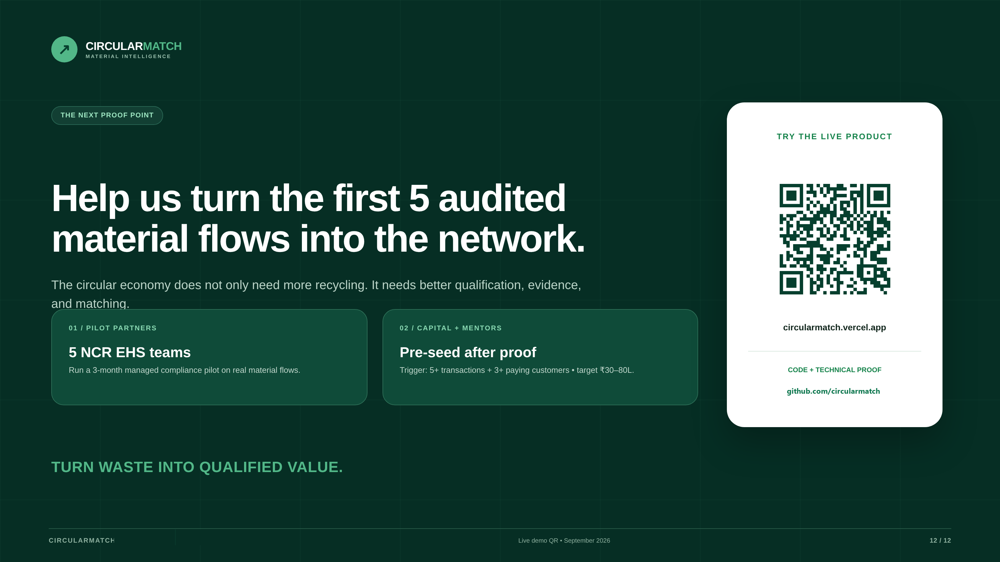 CIRCULARMATCH
MATERIAL INTELLIGENCE
THE NEXT PROOF POINT
Help us turn the first 5 audited
material flows into the network.
The circular economy does not only need more recycling. It needs better qualification, evidence,
and matching.
01 / PILOT PARTNERS
5 NCR EHS teams
Run a 3-month managed compliance pilot on real material flows.
02 / CAPITAL + MENTORS
Pre-seed after proof
Trigger: 5+ transactions + 3+ paying customers • target ₹30–80L.
TRY THE LIVE PRODUCT
circularmatch.vercel.app
CODE + TECHNICAL PROOF
github.com/circularmatch
TURN WASTE INTO QUALIFIED VALUE.
CIRCULARMATCH
Live demo QR • September 2026
12 / 12